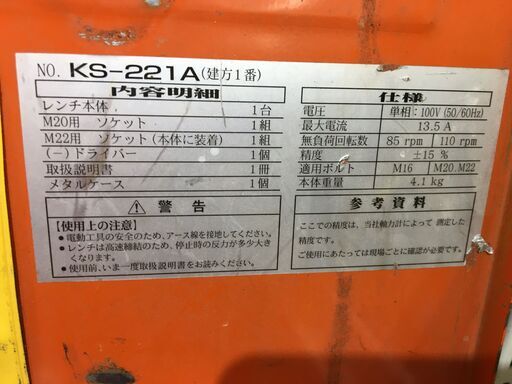 NO. KS-221A(建方1番)
内容明細
レンチ本体 1台
M20用 ソケット 1組
M22用 ソケット(本体に装着) 1組
(−)ドライバー 1個
取扱説明書 1冊
メタルケース 1個
仕様
電圧 単相:100V(50/60Hz)
最大電流 13.5A
無負荷回転数 85 rpm 110 rpm
精度 ±15%
適用ボルト M16 M20.M22
本体重量 4.1kg
⚠ 警告
【使用上の注意】
●電動工具の安全のため、アース線を接地してください。
●レンチは高速締結のため、停止時の反力が多少大きくなります。
●使用前、いま一度取扱説明書をお読みください。
参考資料
ここでの精度は、当社軸力計によって 測定した
精度です。
ご使用にあたっては現場ごとに確認が必要です。